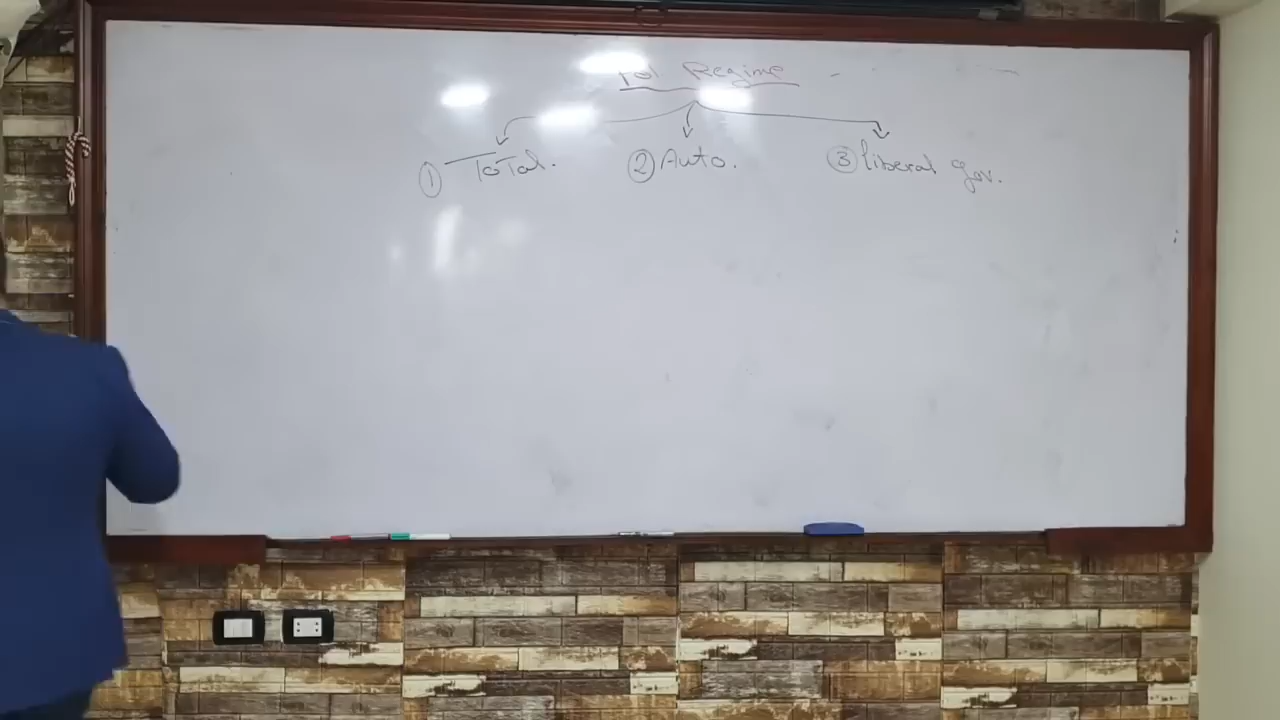 Pol Regime
① Total. ② Auto. ③ liberal gov.